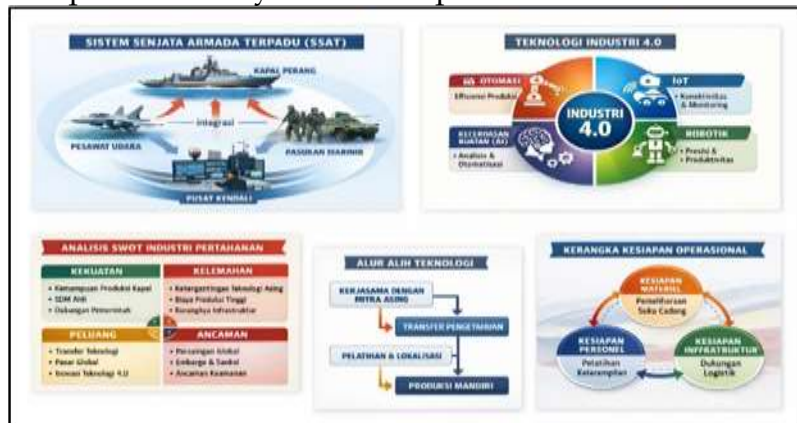 SISTEM SENJATA ARMADA TERPADU (SSAT)
KAPAL PERANG
integrasi
PESAWAT UDARA
PASUKAN MARINIR
PUSAT KENDALI
TEKNOLOGI INDUSTRI 4.0
OTOMASI
Efisiensi Produksi
IoT
• Konektivitas
& Monitoring
INDUSTRI
4.0
KECERDASAN
BUATAN (AI)
• Analisis &
Otomatisasi
ROBOTIK
• Presisi &
Produktivitas
ANALISIS SWOT INDUSTRI PERTAHANAN
KEKUATAN
• Kemampuan Produksi Kapal
• SDM Ahli
• Dukungan Pemerintah
KELEMAHAN
• Ketergantungan Teknologi Asing
• Biaya Produksi Tinggi
• Kurangnya Infrastruktur
PELUANG
• Transfer Teknologi
• Pasar Global
• Inovasi Teknologi 4.0
ANCAMAN
• Persaingan Global
• Embargo & Sanksi
• Ancaman Keamanan
ALUR ALIH TEKNOLOGI
KERJASAMA DENGAN
MITRA ASING
TRANSFER PENGETAHUAN
PELATIHAN & LOKALISASI
PRODUKSI MANDIRI
KERANGKA KESIAPAN OPERASIONAL
KESIAPAN
MATERIEL
Pemeliharaan
Suku Cadang
KESIAPAN
PERSONEL
Pelatihan
Keterampilan
KESIAPAN
INFFRATRUKTUR
Dukungan
Logistik